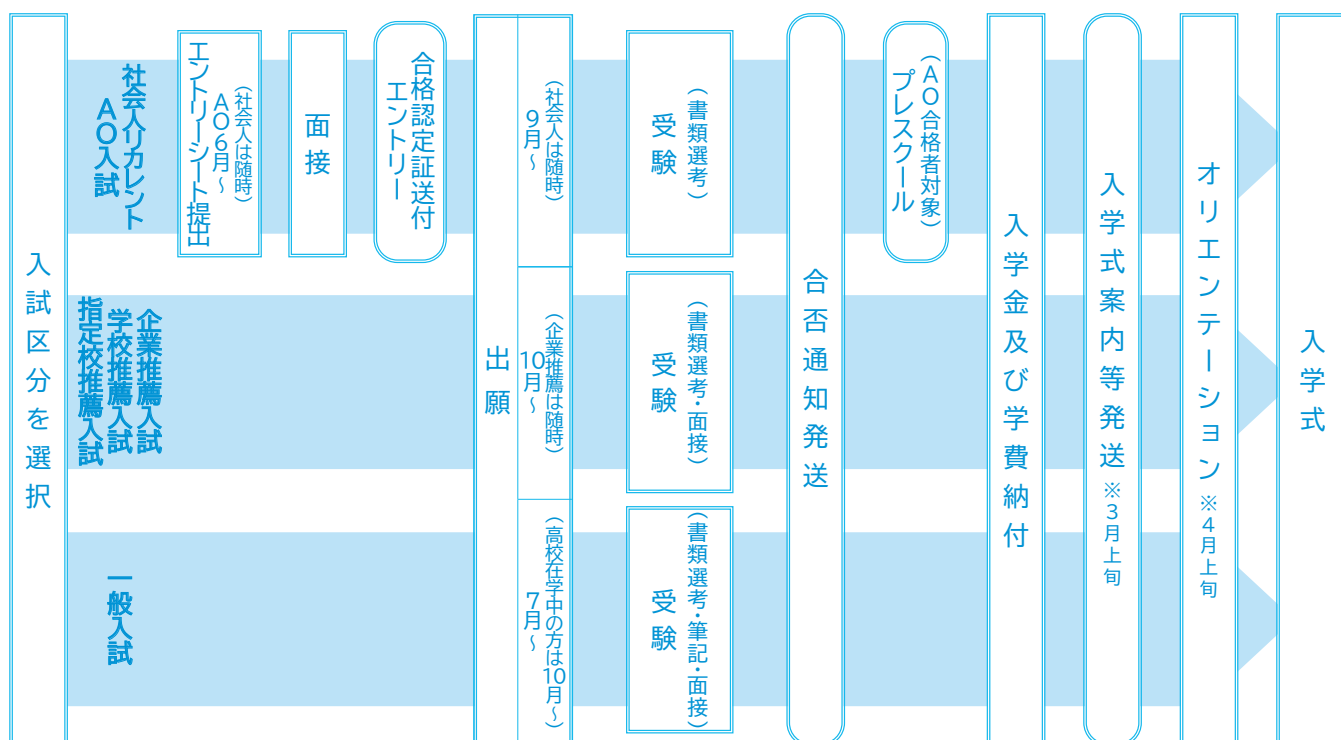 入試区分を選択
社会人リカレント
AO入試
エントリーシート提出
AO6月~
（社会人は随時）
面接
エントリー
合格認定証送付
企業推薦入試
学校推薦入試
指定校推薦入試
一般入試
出願
9月~
（社会人は随時）
10月~
（企業推薦は随時）
7月~
（高校在学中の方は10月~）
受験
（書類選考）
受験
（書類選考・面接）
受験
（書類選考・筆記・面接）
合否通知発送
プレスクール
（AO合格者対象）
入学金及び学費納付
入学式案内等発送※3月上旬
オリエンテーション※4月上旬
入学式